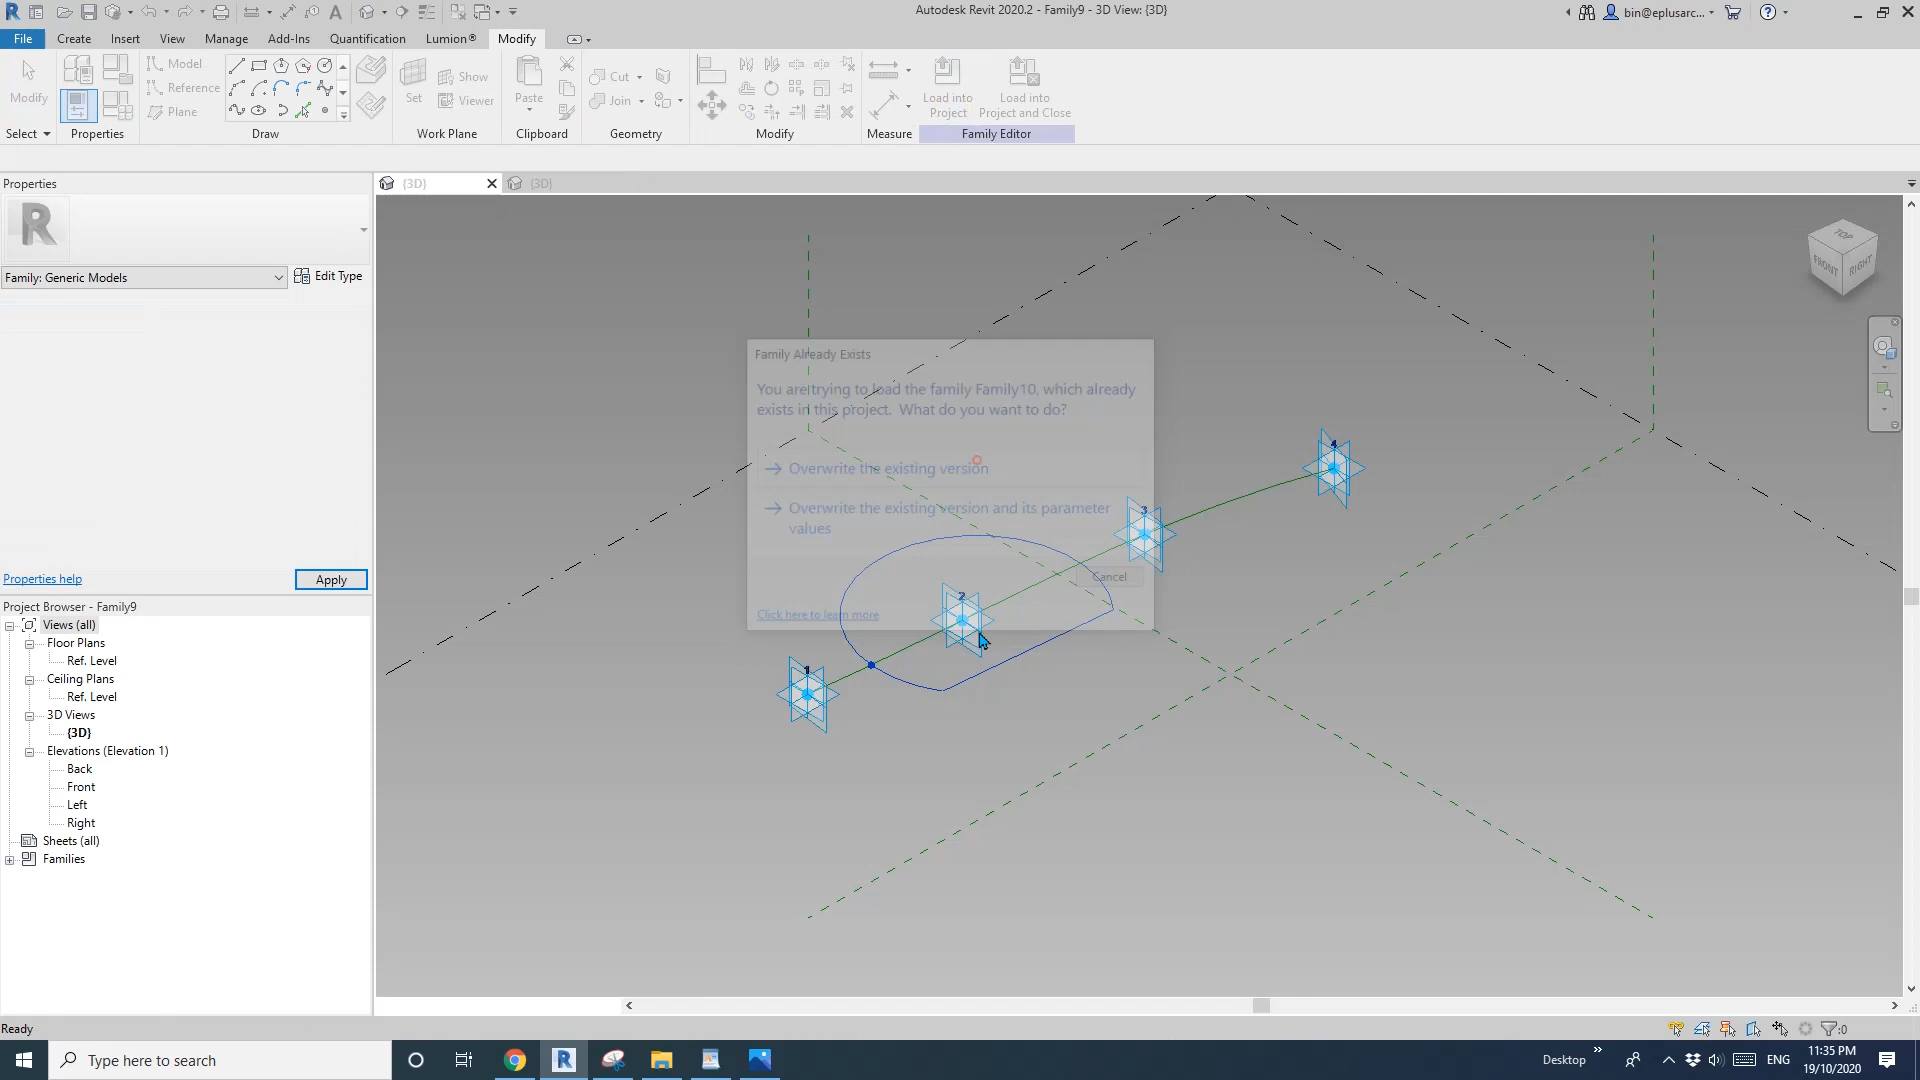 Autodesk Revit 2020.2 - Family9 - 3D View: {3D}
bin@eplusarc...
File
Create
Insert
View
Manage
Add-Ins
Quantification
Lumion®
Modify
Modify
Select
Properties
Model
Reference
Plane
Draw
Set
Show
Viewer
Work Plane
Paste
Clipboard
Cut
Join
Geometry
Modify
Measure
Load into
Project
Load into
Project and Close
Family Editor
Properties
{3D}
{3D}
Family: Generic Models
Edit Type
Properties help
Apply
Project Browser - Family9
Views (all)
Floor Plans
Ref. Level
Ceiling Plans
Ref. Level
3D Views
{3D}
Elevations (Elevation 1)
Back
Front
Left
Right
Sheets (all)
Families
TOP
FRONT
RIGHT
Family Already Exists
You are trying to load the family Family10, which already
exists in this project. What do you want to do?
Overwrite the existing version
Overwrite the existing version and its parameter
values
Cancel
Click here to learn more
1
2
3
4
Ready
:0
Type here to search
Desktop
ENG
11:35 PM
19/10/2020